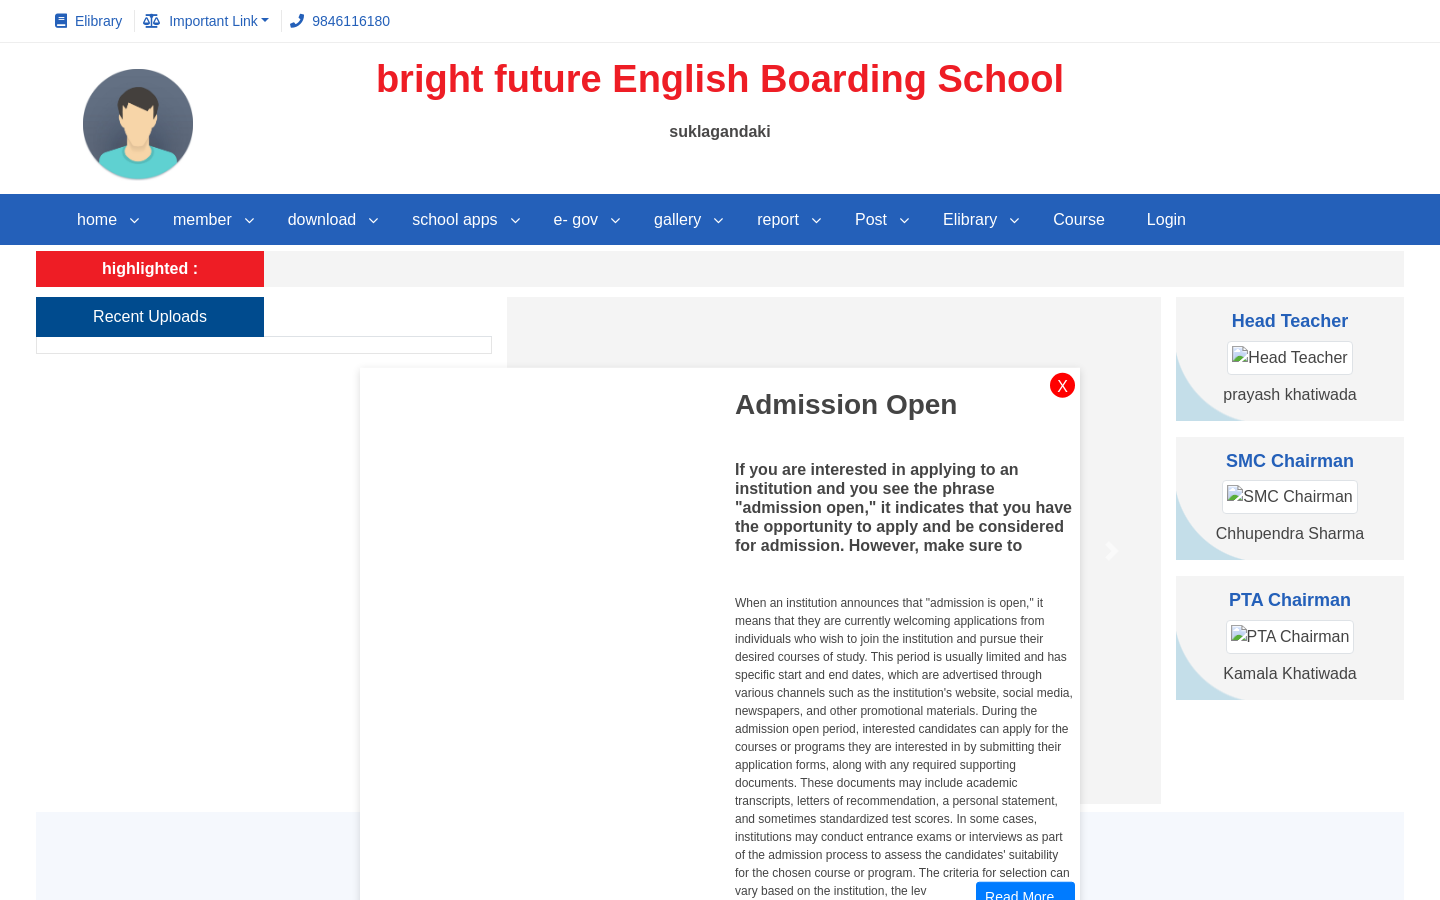 Elibrary
Important Link
9846116180
bright future English Boarding School
suklagandaki
home
member
download
school apps
e- gov
gallery
report
Post
Elibrary
Course
Login
highlighted :
Recent Uploads
Head Teacher
Head Teacher
prayash khatiwada
SMC Chairman
SMC Chairman
Chhupendra Sharma
PTA Chairman
PTA Chairman
Kamala Khatiwada
X
Admission Open
If you are interested in applying to an
institution and you see the phrase
"admission open," it indicates that you have
the opportunity to apply and be considered
for admission. However, make sure to
When an institution announces that "admission is open," it
means that they are currently welcoming applications from
individuals who wish to join the institution and pursue their
desired courses of study. This period is usually limited and has
specific start and end dates, which are advertised through
various channels such as the institution's website, social media,
newspapers, and other promotional materials. During the
admission open period, interested candidates can apply for the
courses or programs they are interested in by submitting their
application forms, along with any required supporting
documents. These documents may include academic
transcripts, letters of recommendation, a personal statement,
and sometimes standardized test scores. In some cases,
institutions may conduct entrance exams or interviews as part
of the admission process to assess the candidates' suitability
for the chosen course or program. The criteria for selection can
vary based on the institution, the lev
Read More